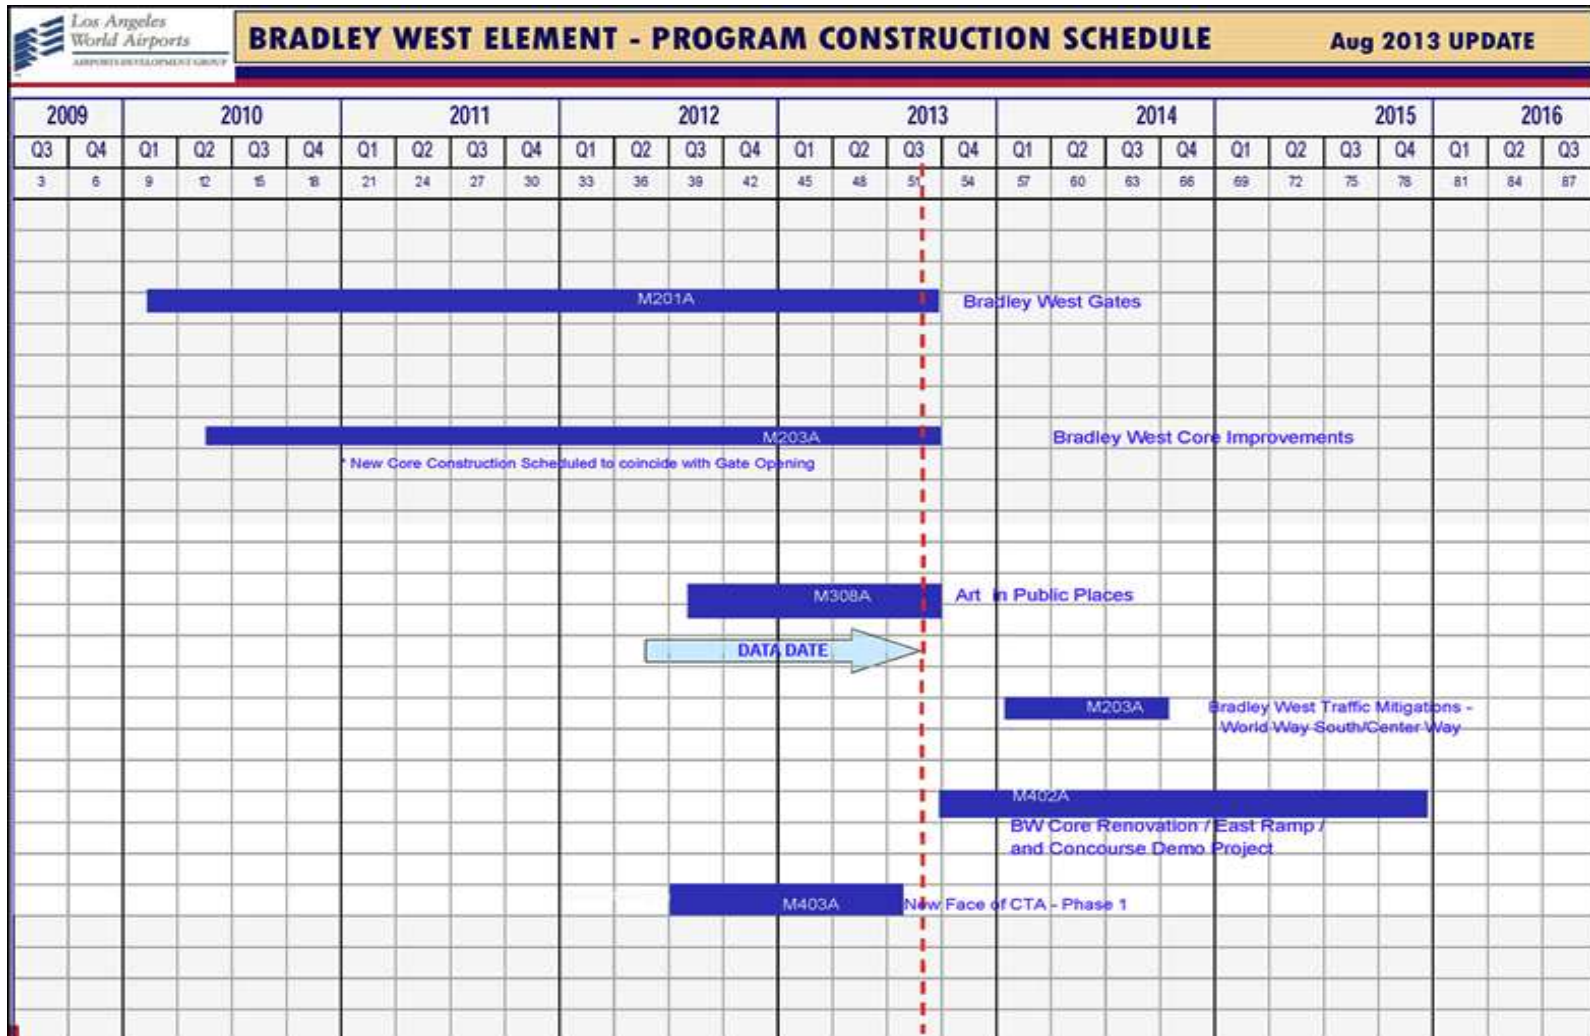 Los Angeles
World Airports
AIRPORTS DEVELOPMENT GROUP
BRADLEY WEST ELEMENT - PROGRAM CONSTRUCTION SCHEDULE
Aug 2013 UPDATE
2009 2010 2011 2012 2013 2014 2015 2016
Q3 Q4 Q1 Q2 Q3 Q4 Q1 Q2 Q3 Q4 Q1 Q2 Q3 Q4 Q1 Q2 Q3 Q4 Q1 Q2 Q3 Q4 Q1 Q2 Q3 Q4 Q1 Q2 Q3
3 6 9 12 15 18 21 24 27 30 33 36 39 42 45 48 51 54 57 60 63 66 69 72 75 78 81 84 87
M201A Bradley West Gates
M203A Bradley West Core Improvements
* New Core Construction Scheduled to coincide with Gate Opening
M308A Art in Public Places
DATA DATE
M203A Bradley West Traffic Mitigations -
World Way South/Center Way
M402A
BW Core Renovation / East Ramp /
and Concourse Demo Project
M403A New Face of CTA - Phase 1